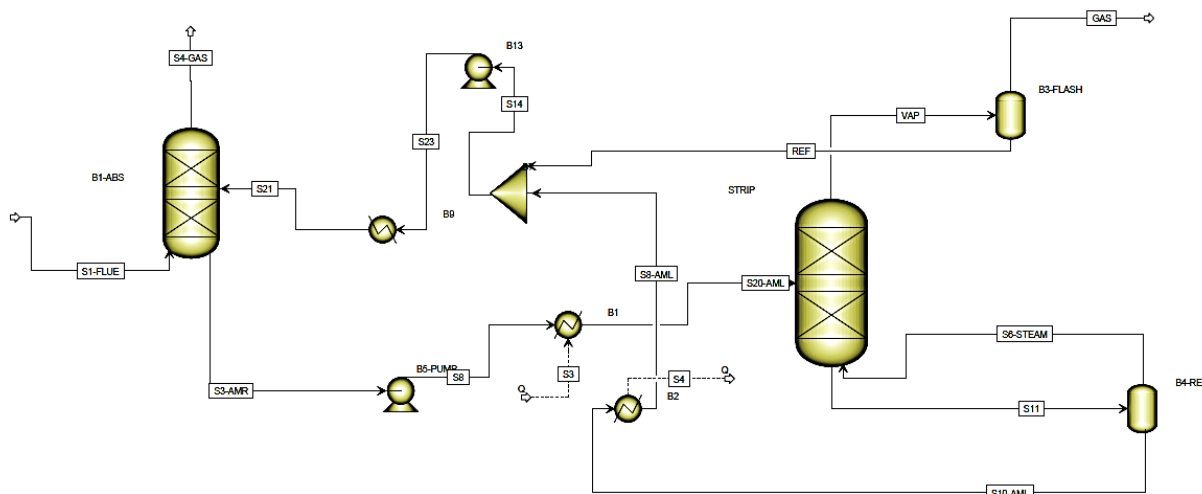 GAS
B13
S4-GAS
B3-FLASH
S14
VAP
S23
REF
B1-ABS
STRIP
S21
B9
S1-FLUE
S8-AML
S20-AML
B1
S6-STEAM
B5-PUMP
S8
S3
S4
Q
Q
B4-RE
S3-AMR
B2
S11
S10-AML